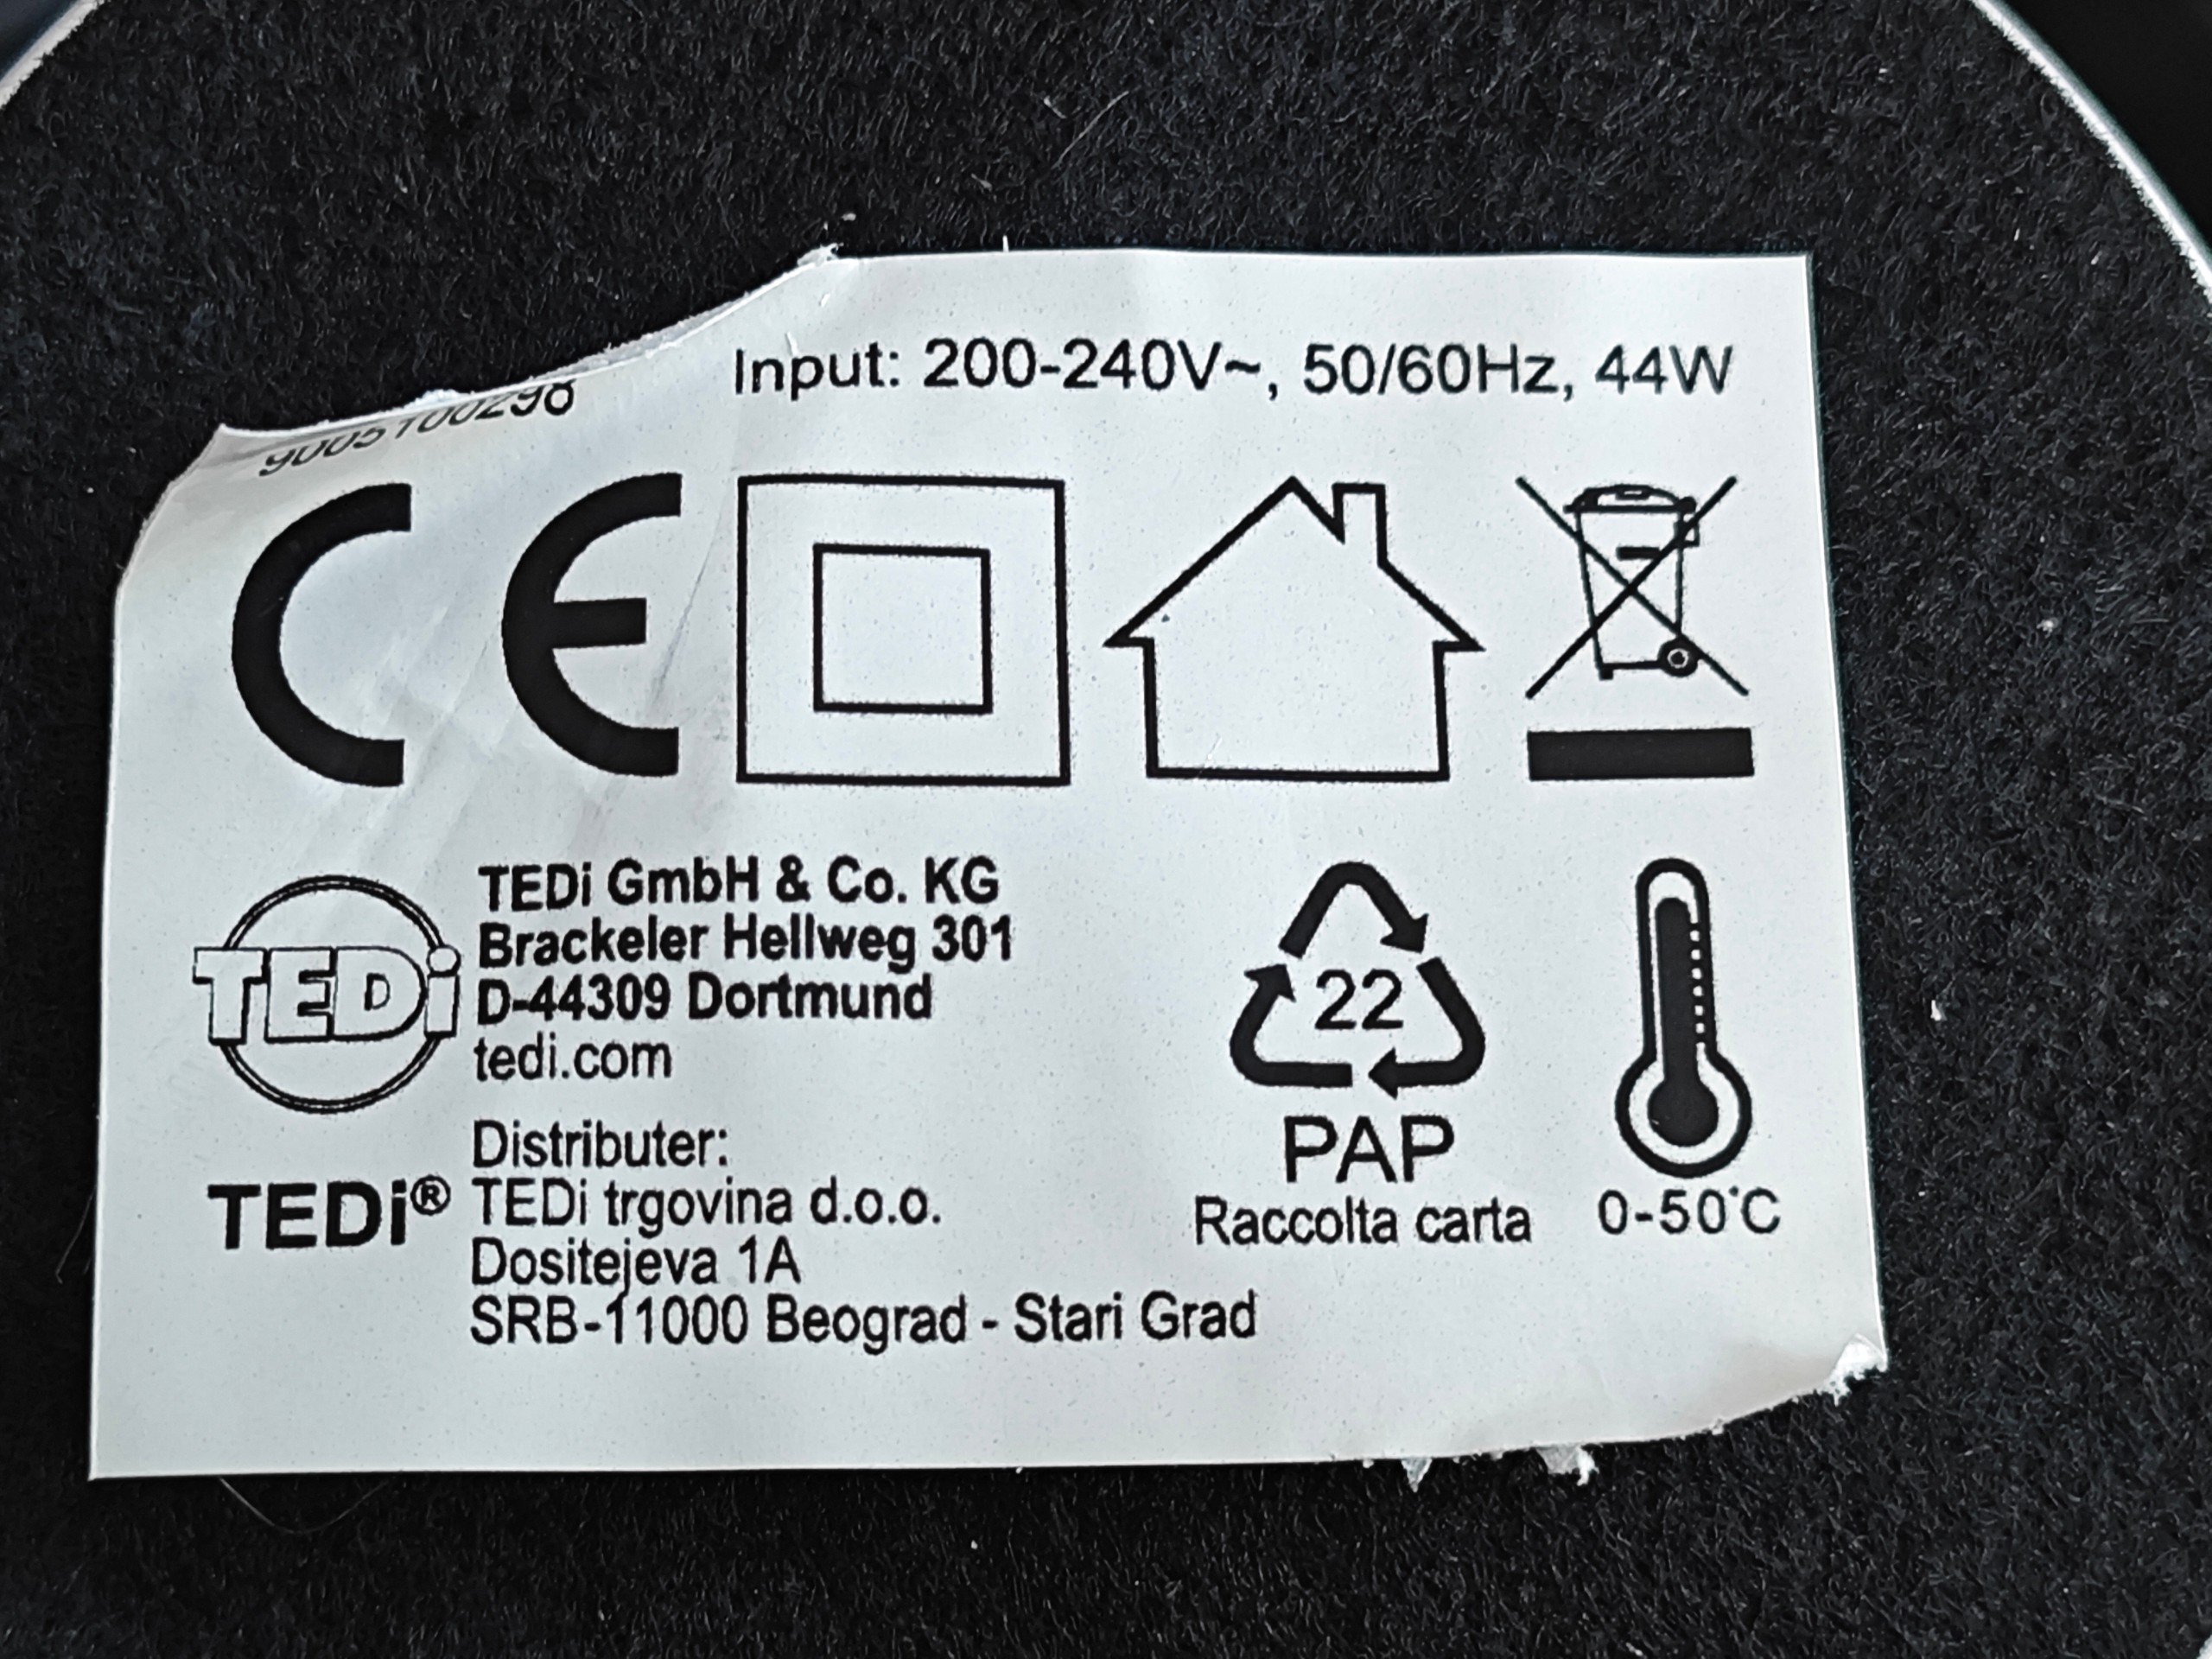 Input: 200-240V~, 50/60Hz, 44W
9005100298
CE
TEDi
TEDi GmbH & Co. KG
Brackeler Hellweg 301
D-44309 Dortmund
tedi.com
TEDi®
Distributer:
TEDi trgovina d.o.o.
Dositejeva 1A
SRB-11000 Beograd - Stari Grad
22
PAP
Raccolta carta
0-50°C